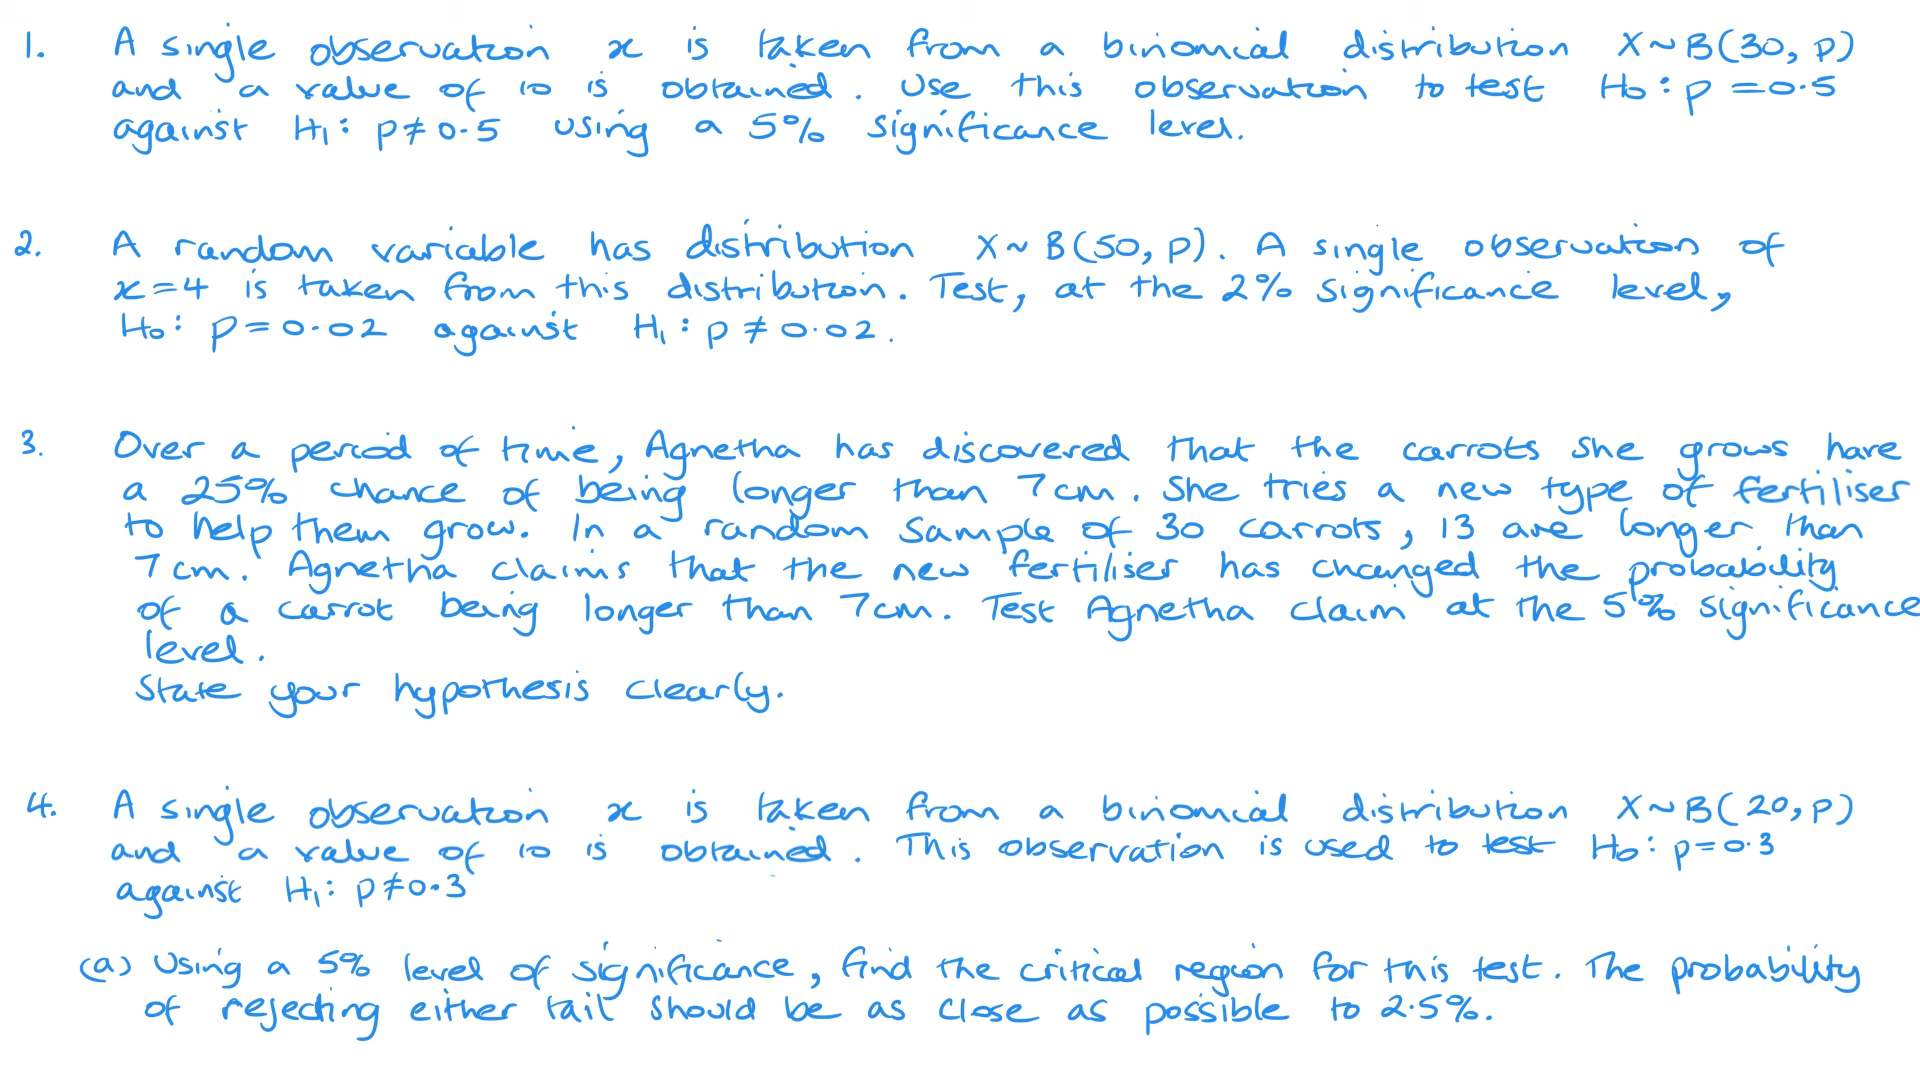 1. A single observation x is taken from a binomial distribution X~B(30, p)
and a value of 10 is obtained. Use this observation to test H₀: p = 0.5
against H₁: p ≠ 0.5 using a 5% significance level.
2. A random variable has distribution X~B(50, p). A single observation of
x = 4 is taken from this distribution. Test, at the 2% significance level,
H₀: p = 0.02 against H₁: p ≠ 0.02.
3. Over a period of time, Agnetha has discovered that the carrots she grows have
a 25% chance of being longer than 7cm. She tries a new type of fertiliser
to help them grow. In a random sample of 30 carrots, 13 are longer than
7cm. Agnetha claims that the new fertiliser has changed the probability
of a carrot being longer than 7cm. Test Agnetha claim at the 5% significance
level.
State your hypothesis clearly.
4. A single observation x is taken from a binomial distribution X~B(20, p)
and a value of 10 is obtained. This observation is used to test H₀: p = 0.3
against H₁: p ≠ 0.3
(a) Using a 5% level of significance, find the critical region for this test. The probability
of rejecting either tail should be as close as possible to 2.5%.